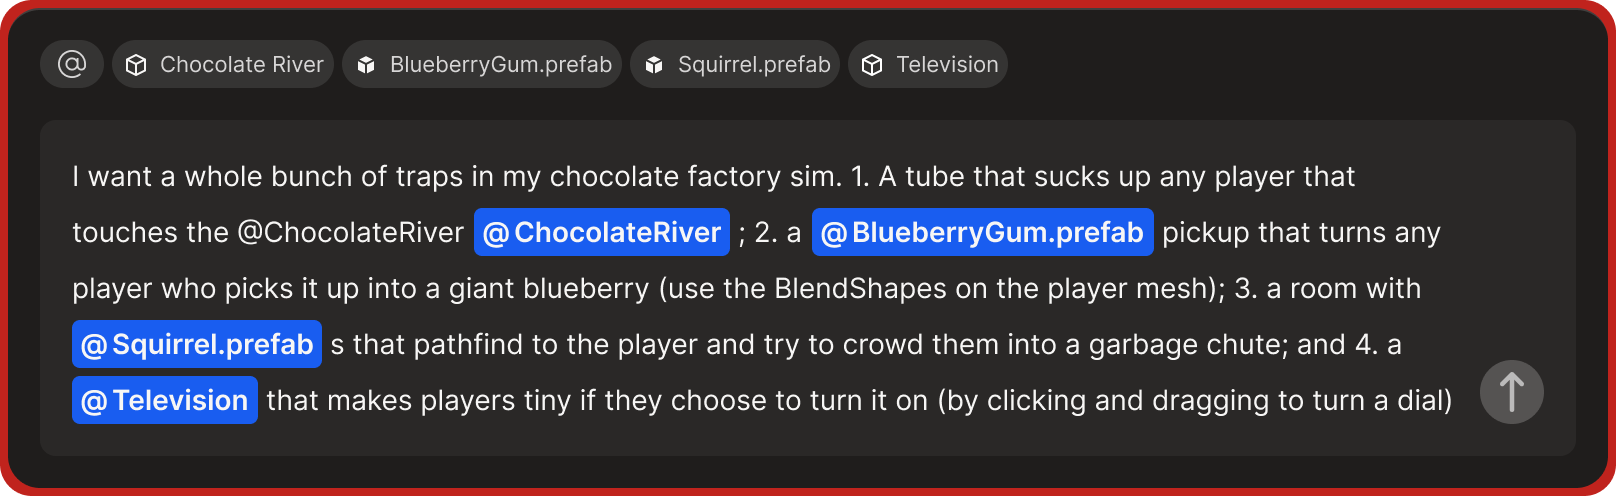 @ Chocolate River BlueberryGum.prefab Squirrel.prefab Television
I want a whole bunch of traps in my chocolate factory sim. 1. A tube that sucks up any player that
touches the @ChocolateRiver @ChocolateRiver ; 2. a @BlueberryGum.prefab pickup that turns any
player who picks it up into a giant blueberry (use the BlendShapes on the player mesh); 3. a room with
@Squirrel.prefab s that pathfind to the player and try to crowd them into a garbage chute; and 4. a
@Television that makes players tiny if they choose to turn it on (by clicking and dragging to turn a dial)